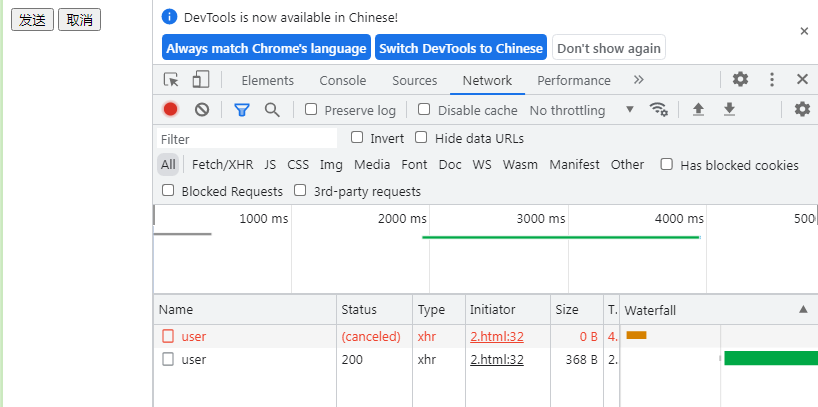 发送 取消
DevTools is now available in Chinese!
Always match Chrome's language Switch DevTools to Chinese Don't show again
Elements Console Sources Network Performance
Preserve log Disable cache No throttling
Filter Invert Hide data URLs
All Fetch/XHR JS CSS Img Media Font Doc WS Wasm Manifest Other Has blocked cookies
Blocked Requests 3rd-party requests
1000 ms 2000 ms 3000 ms 4000 ms 500
Name Status Type Initiator Size T. Waterfall
user (canceled) xhr 2.html:32 0 B 4.
user 200 xhr 2.html:32 368 B 2.